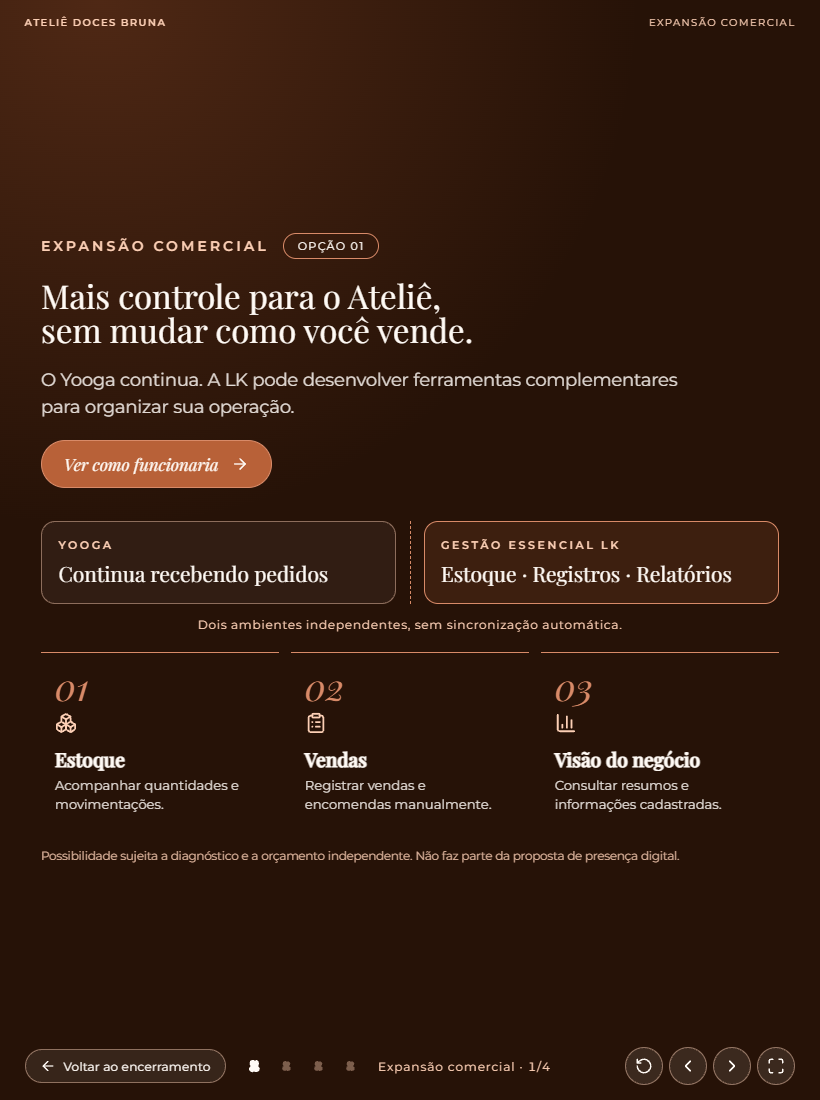 ATELIÊ DOCES BRUNA
EXPANSÃO COMERCIAL
EXPANSÃO COMERCIAL
OPÇÃO 01
Mais controle para o Ateliê,
sem mudar como você vende.
O Yooga continua. A LK pode desenvolver ferramentas complementares
para organizar sua operação.
Ver como funcionaria
YOOGA
Continua recebendo pedidos
GESTÃO ESSENCIAL LK
Estoque · Registros · Relatórios
Dois ambientes independentes, sem sincronização automática.
01
Estoque
Acompanhar quantidades e
movimentações.
02
Vendas
Registrar vendas e
encomendas manualmente.
03
Visão do negócio
Consultar resumos e
informações cadastradas.
Possibilidade sujeita a diagnóstico e a orçamento independente. Não faz parte da proposta de presença digital.
Voltar ao encerramento
Expansão comercial · 1/4